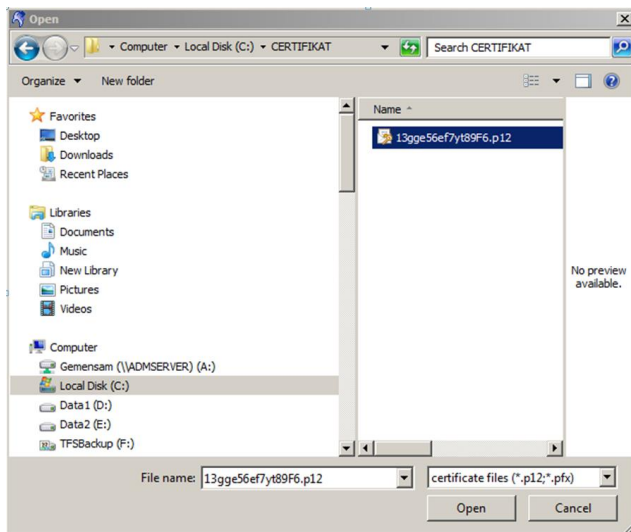 Open
Computer Local Disk (C:) CERTIFIKAT
Search CERTIFIKAT
Organize New folder
Favorites
Desktop
Downloads
Recent Places
Libraries
Documents
Music
New Library
Pictures
Videos
Computer
Gemensam (\\ADMSERVER) (A:)
Local Disk (C:)
Data1 (D:)
Data2 (E:)
TFSBackup (F:)
Name
13gge56ef7yt89F6.p12
No preview
available.
File name: 13gge56ef7yt89F6.p12
certificate files (*.p12;*.pfx)
Open Cancel